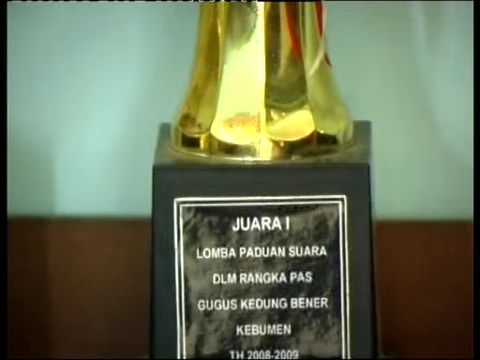 JUARA I
LOMBA PADUAN SUARA
DLM RANGKA PAS
GUGUS KEDUNG BENER
KEBUMEN
TH 2008-2009